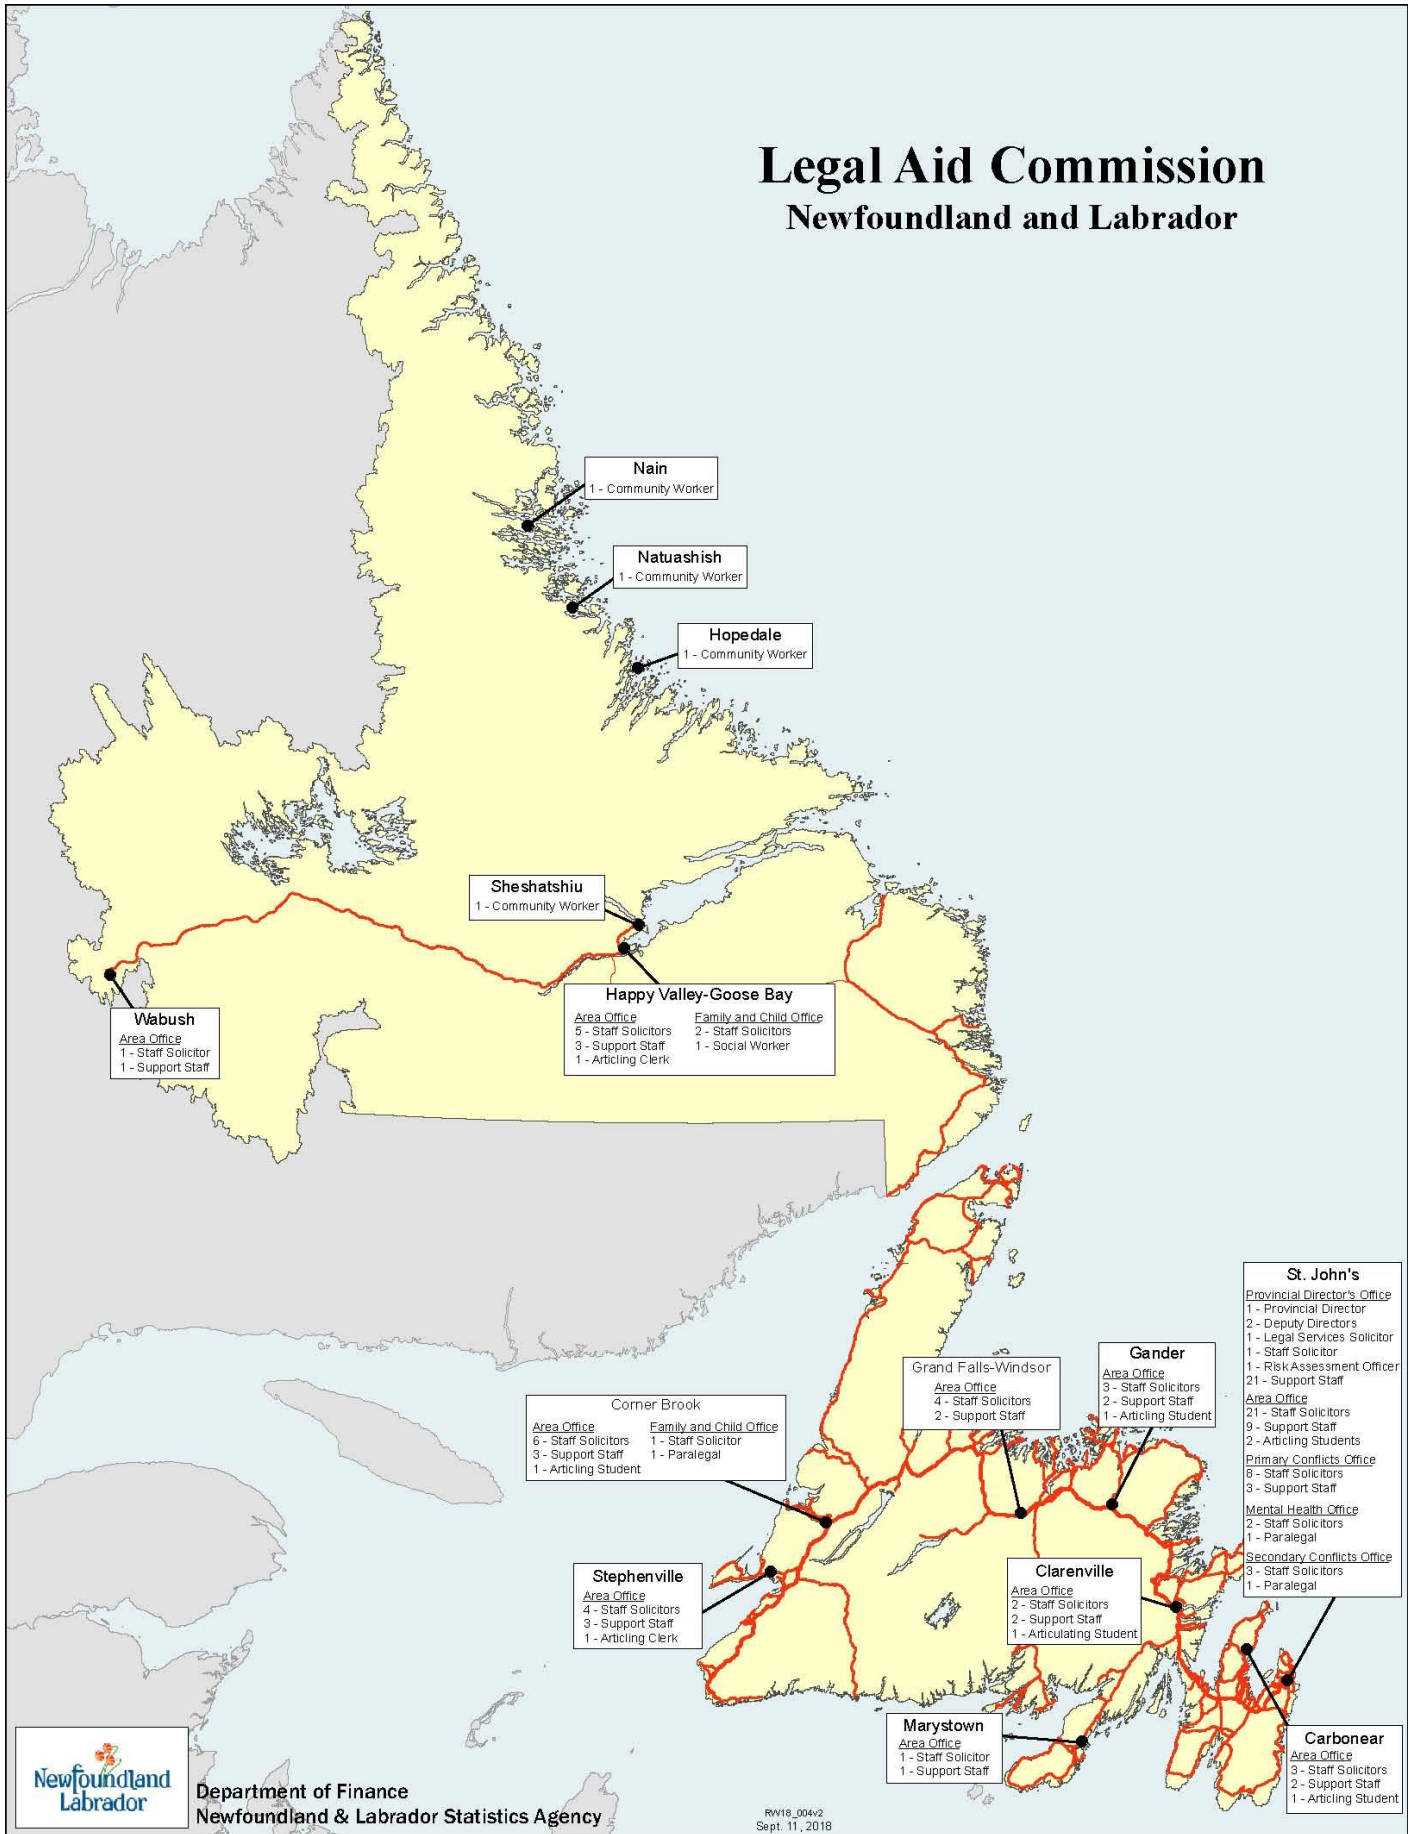 Legal Aid Commission
Newfoundland and Labrador
Nain
1 - Community Worker
Natuashish
1 - Community Worker
Hopedale
1 - Community Worker
Sheshatshiu
1 - Community Worker
Happy Valley-Goose Bay
Area Office
5 - Staff Solicitors
3 - Support Staff
1 - Articling Clerk
Family and Child Office
2 - Staff Solicitors
1 - Social Worker
Wabush
Area Office
1 - Staff Solicitor
1 - Support Staff
St. John's
Provincial Director's Office
1 - Provincial Director
2 - Deputy Directors
1 - Legal Services Solicitor
1 - Staff Solicitor
1 - Risk Assessment Officer
21 - Support Staff
Area Office
21 - Staff Solicitors
9 - Support Staff
2 - Articling Students
Primary Conflicts Office
8 - Staff Solicitors
3 - Support Staff
Mental Health Office
2 - Staff Solicitors
1 - Paralegal
Secondary Conflicts Office
3 - Staff Solicitors
1 - Paralegal
Gander
Area Office
3 - Staff Solicitors
2 - Support Staff
1 - Articling Student
Grand Falls-Windsor
Area Office
4 - Staff Solicitors
2 - Support Staff
Corner Brook
Area Office
6 - Staff Solicitors
3 - Support Staff
1 - Articling Student
Family and Child Office
1 - Staff Solicitor
1 - Paralegal
Stephenville
Area Office
4 - Staff Solicitors
3 - Support Staff
1 - Articling Clerk
Clarenville
Area Office
2 - Staff Solicitors
2 - Support Staff
1 - Articulating Student
Marystown
Area Office
1 - Staff Solicitor
1 - Support Staff
Carbonear
Area Office
3 - Staff Solicitors
2 - Support Staff
1 - Articling Student
Newfoundland
Labrador
Department of Finance
Newfoundland & Labrador Statistics Agency
RW18_004v2
Sept. 11, 2018